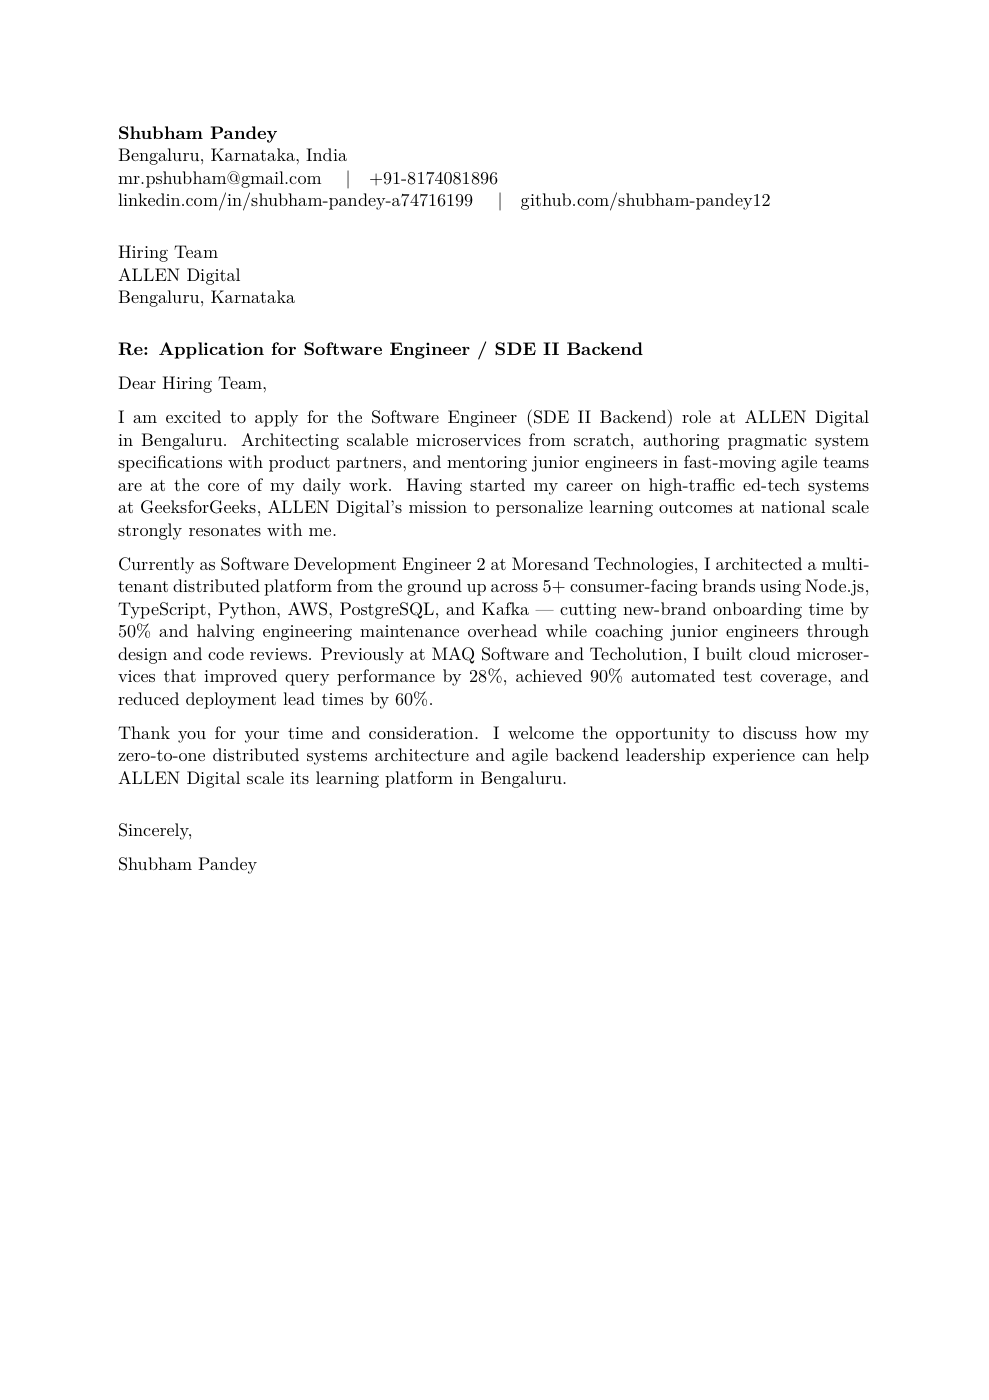 Shubham Pandey
Bengaluru, Karnataka, India
mr.pshubham@gmail.com | +91-8174081896
linkedin.com/in/shubham-pandey-a74716199 | github.com/shubham-pandey12
Hiring Team
ALLEN Digital
Bengaluru, Karnataka
Re: Application for Software Engineer / SDE II Backend
Dear Hiring Team,
I am excited to apply for the Software Engineer (SDE II Backend) role at ALLEN Digital
in Bengaluru. Architecting scalable microservices from scratch, authoring pragmatic system
specifications with product partners, and mentoring junior engineers in fast-moving agile teams
are at the core of my daily work. Having started my career on high-traffic ed-tech systems
at GeeksforGeeks, ALLEN Digital's mission to personalize learning outcomes at national scale
strongly resonates with me.
Currently as Software Development Engineer 2 at Moresand Technologies, I architected a multi-
tenant distributed platform from the ground up across 5+ consumer-facing brands using Node.js,
TypeScript, Python, AWS, PostgreSQL, and Kafka — cutting new-brand onboarding time by
50% and halving engineering maintenance overhead while coaching junior engineers through
design and code reviews. Previously at MAQ Software and Techolution, I built cloud microser-
vices that improved query performance by 28%, achieved 90% automated test coverage, and
reduced deployment lead times by 60%.
Thank you for your time and consideration. I welcome the opportunity to discuss how my
zero-to-one distributed systems architecture and agile backend leadership experience can help
ALLEN Digital scale its learning platform in Bengaluru.
Sincerely,
Shubham Pandey